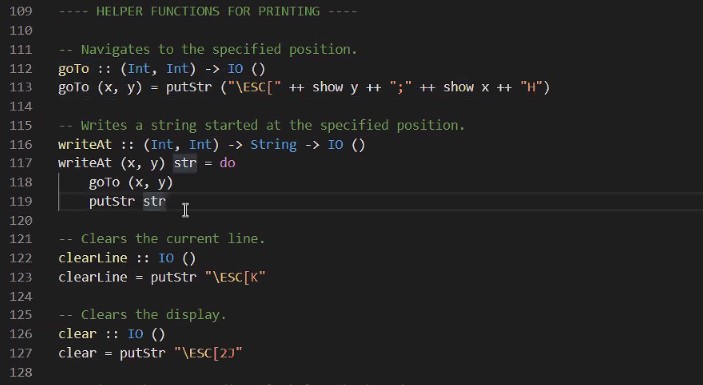 109 ---- HELPER FUNCTIONS FOR PRINTING ----
110
111 -- Navigates to the specified position.
112 goTo :: (Int, Int) -> IO ()
113 goTo (x, y) = putStr ("\ESC[" ++ show y ++ ";" ++ show x ++ "H")
114
115 -- Writes a string started at the specified position.
116 writeAt :: (Int, Int) -> String -> IO ()
117 writeAt (x, y) str = do
118     goTo (x, y)
119     putStr str
120
121 -- Clears the current line.
122 clearLine :: IO ()
123 clearLine = putStr "\ESC[K"
124
125 -- Clears the display.
126 clear :: IO ()
127 clear = putStr "\ESC[2J"
128